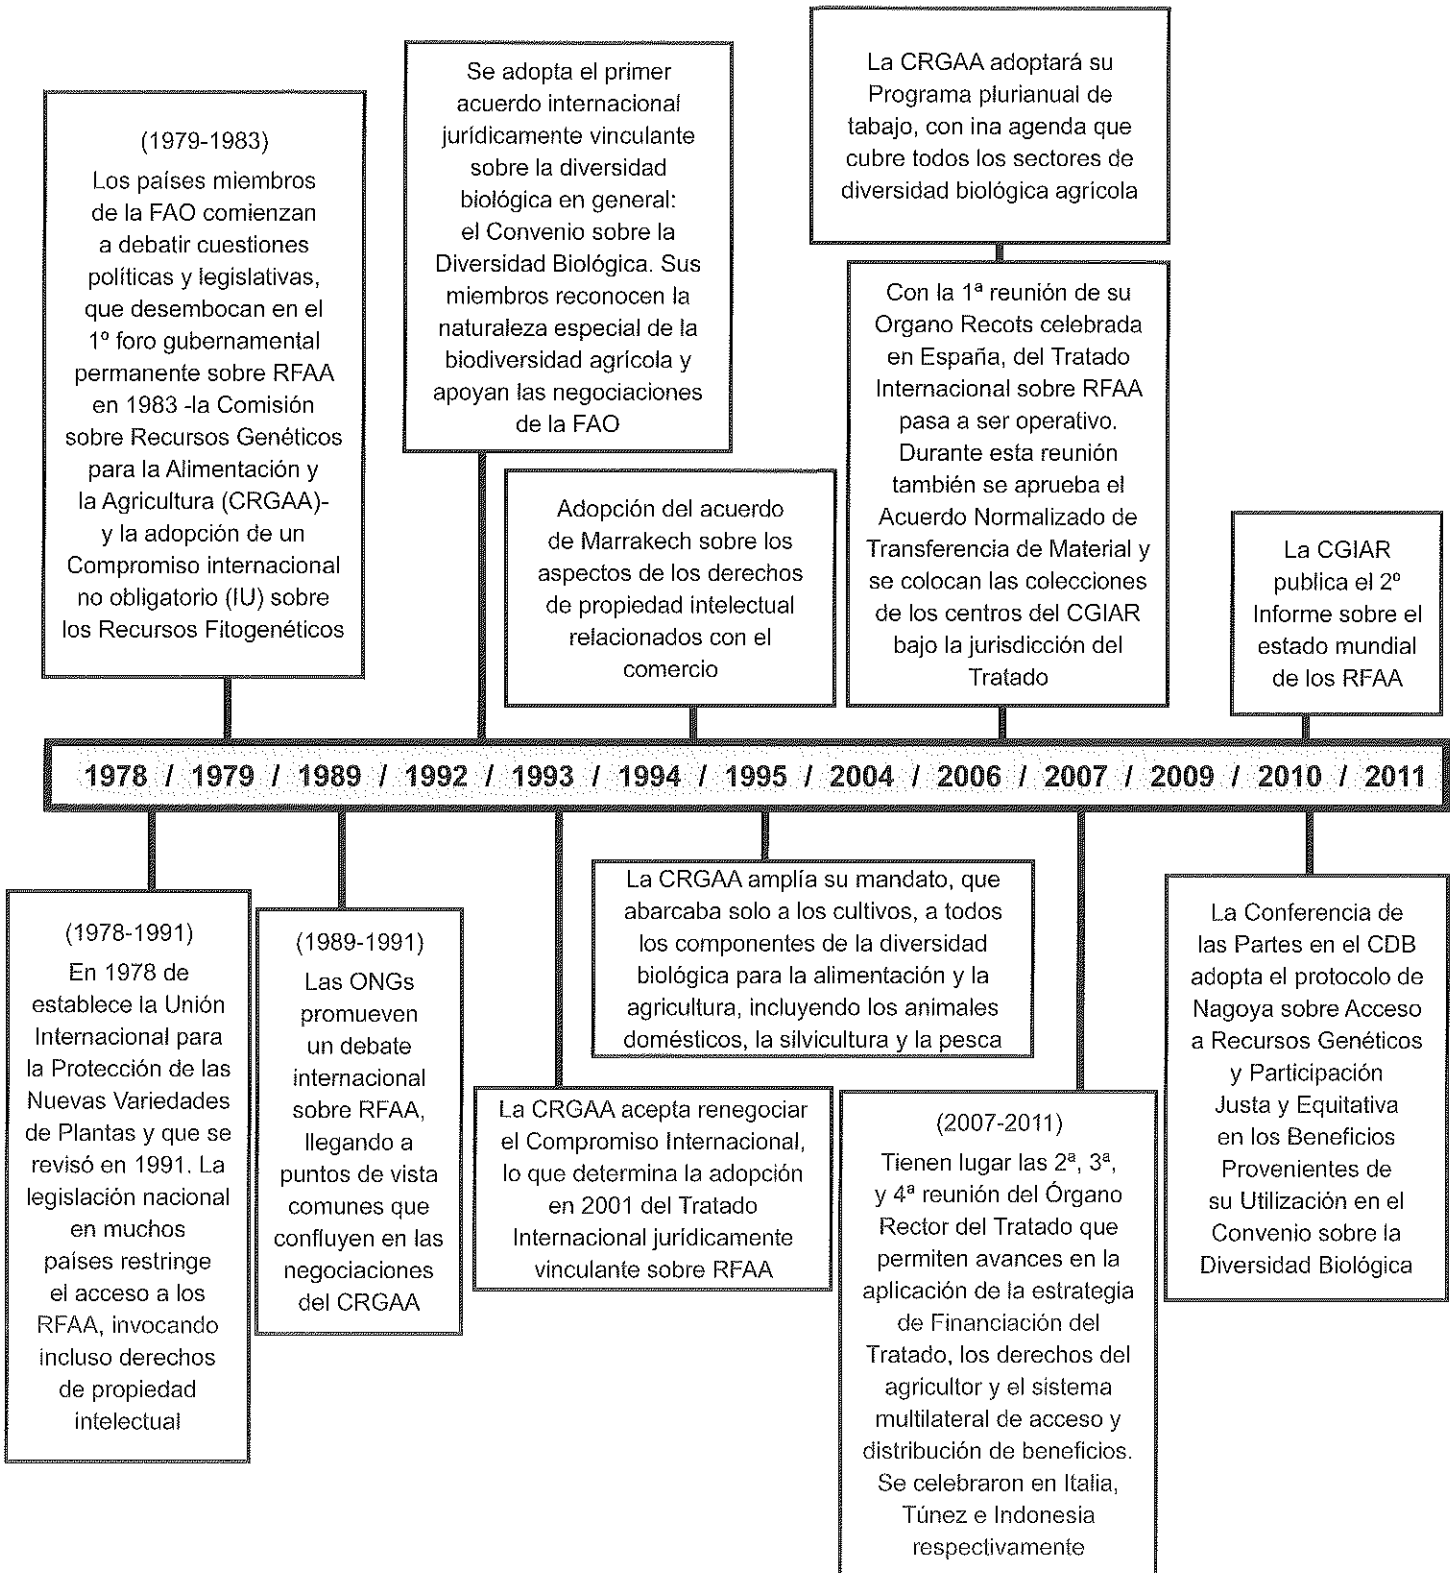 (1979-1983)
Los países miembros
de la FAO comienzan
a debatir cuestiones
políticas y legislativas,
que desembocan en el
1º foro gubernamental
permanente sobre RFAA
en 1983 -la Comisión
sobre Recursos Genéticos
para la Alimentación y
la Agricultura (CRGAA)-
y la adopción de un
Compromiso internacional
no obligatorio (IU) sobre
los Recursos Fitogenéticos
Se adopta el primer
acuerdo internacional
jurídicamente vinculante
sobre la diversidad
biológica en general:
el Convenio sobre la
Diversidad Biológica. Sus
miembros reconocen la
naturaleza especial de la
biodiversidad agrícola y
apoyan las negociaciones
de la FAO
Adopción del acuerdo
de Marrakech sobre los
aspectos de los derechos
de propiedad intelectual
relacionados con el
comercio
La CRGAA adoptará su
Programa plurianual de
tabajo, con ina agenda que
cubre todos los sectores de
diversidad biológica agrícola
Con la 1ª reunión de su
Organo Recots celebrada
en España, del Tratado
Internacional sobre RFAA
pasa a ser operativo.
Durante esta reunión
también se aprueba el
Acuerdo Normalizado de
Transferencia de Material y
se colocan las colecciones
de los centros del CGIAR
bajo la jurisdicción del
Tratado
La CGIAR
publica el 2º
Informe sobre el
estado mundial
de los RFAA
1978 / 1979 / 1989 / 1992 / 1993 / 1994 / 1995 / 2004 / 2006 / 2007 / 2009 / 2010 / 2011
(1978-1991)
En 1978 de
establece la Unión
Internacional para
la Protección de las
Nuevas Variedades
de Plantas y que se
revisó en 1991. La
legislación nacional
en muchos
países restringe
el acceso a los
RFAA, invocando
incluso derechos
de propiedad
intelectual
(1989-1991)
Las ONGs
promueven
un debate
internacional
sobre RFAA,
llegando a
puntos de vista
comunes que
confluyen en las
negociaciones
del CRGAA
La CRGAA acepta renegociar
el Compromiso Internacional,
lo que determina la adopción
en 2001 del Tratado
Internacional jurídicamente
vinculante sobre RFAA
La CRGAA amplía su mandato, que
abarcaba solo a los cultivos, a todos
los componentes de la diversidad
biológica para la alimentación y la
agricultura, incluyendo los animales
domésticos, la silvicultura y la pesca
(2007-2011)
Tienen lugar las 2ª, 3ª,
y 4ª reunión del Órgano
Rector del Tratado que
permiten avances en la
aplicación de la estrategia
de Financiación del
Tratado, los derechos del
agricultor y el sistema
multilateral de acceso y
distribución de beneficios.
Se celebraron en Italia,
Túnez e Indonesia
respectivamente
La Conferencia de
las Partes en el CDB
adopta el protocolo de
Nagoya sobre Acceso
a Recursos Genéticos
y Participación
Justa y Equitativa
en los Beneficios
Provenientes de
su Utilización en el
Convenio sobre la
Diversidad Biológica